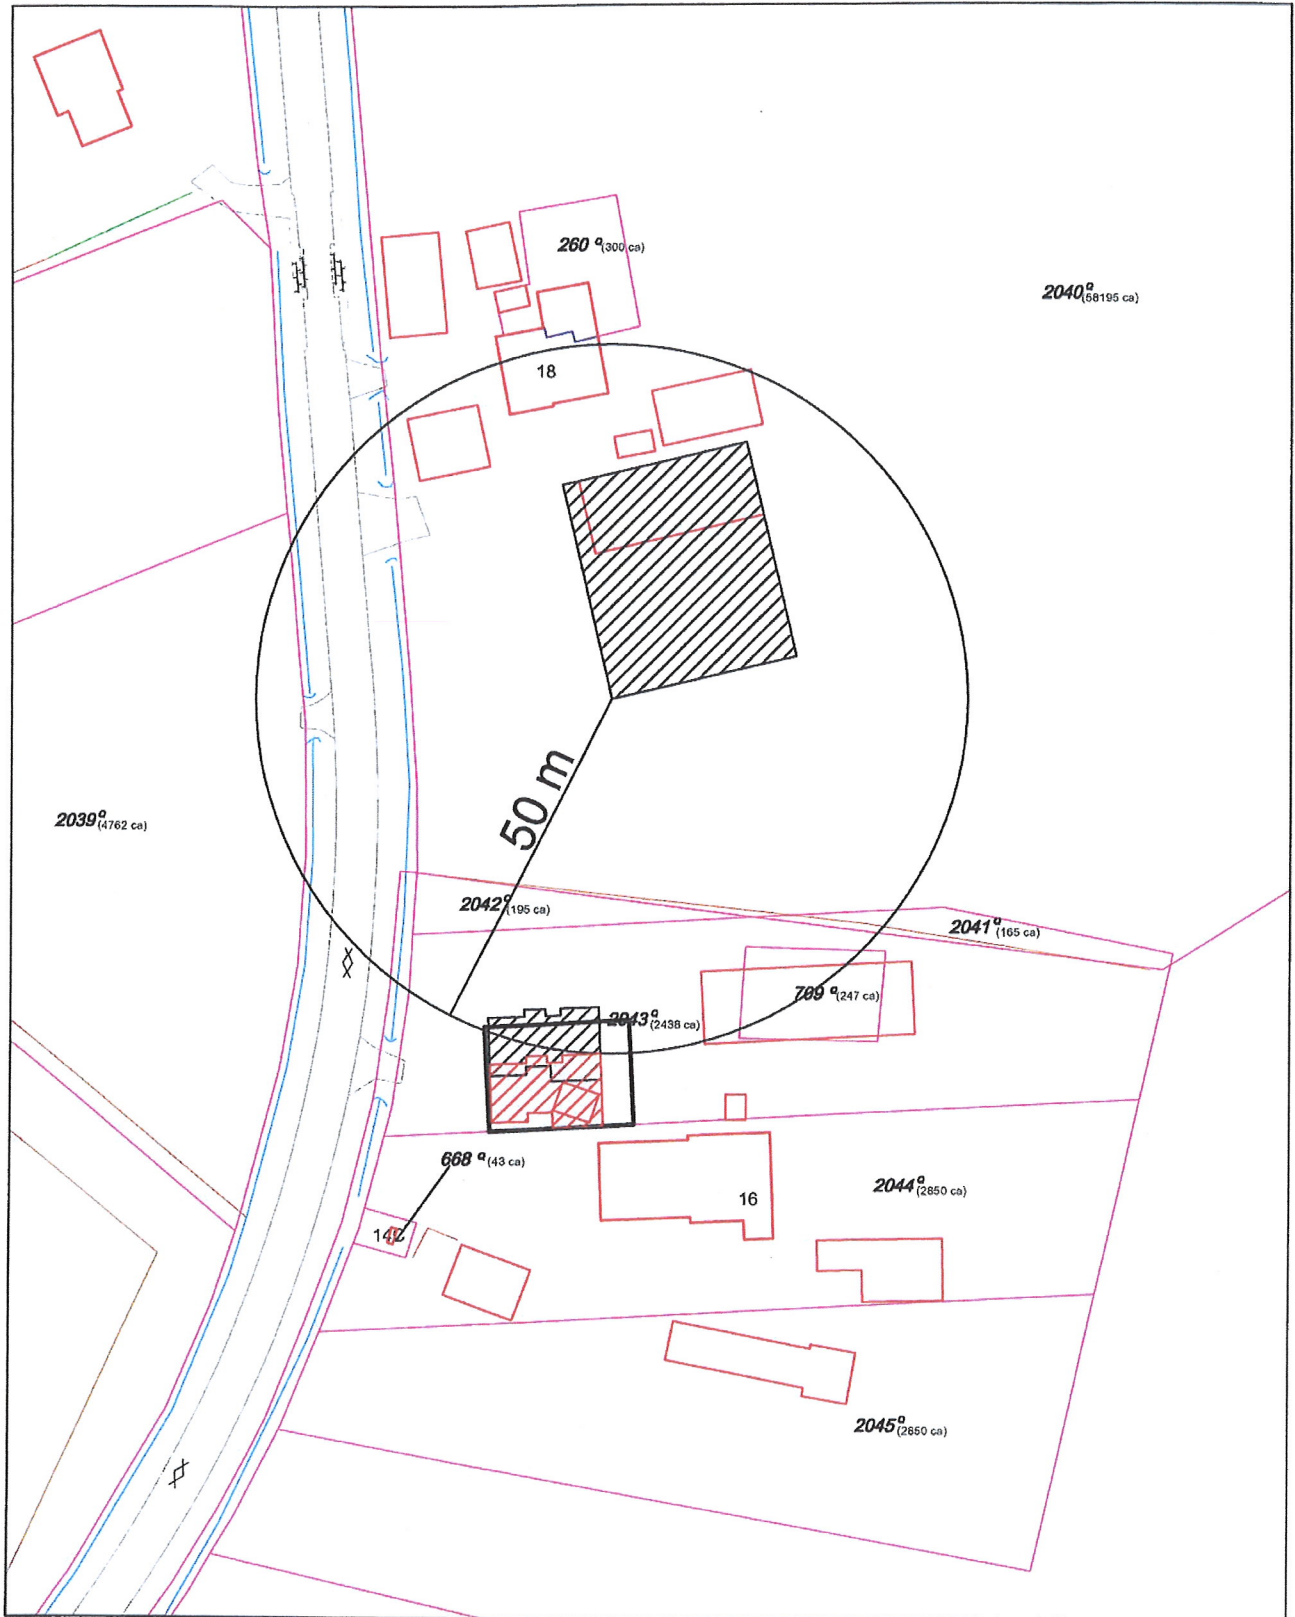 260 a (300 ca)
2040 a (58195 ca)
18
50 m
2039 a (4762 ca)
2042 a (195 ca)
2041 a (165 ca)
709 a (247 ca)
2043 a (2438 ca)
668 a (43 ca)
2044 a (2850 ca)
16
2045 a (2650 ca)